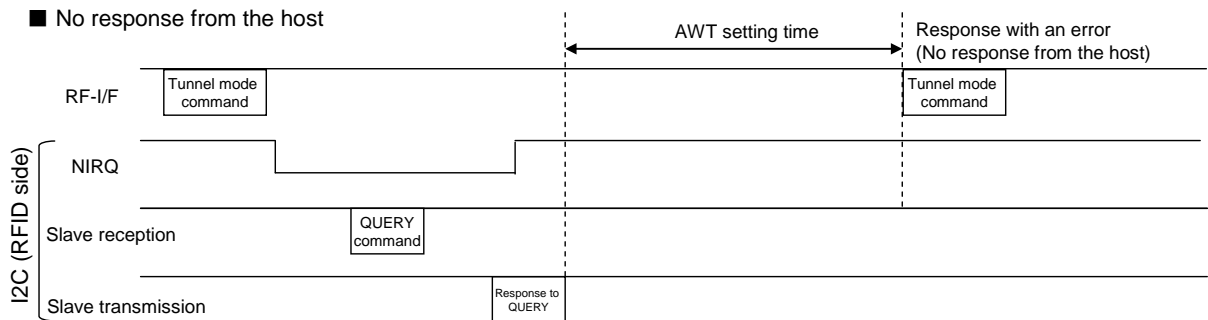 ■ No response from the host
AWT setting time
Response with an error
(No response from the host)
RF-I/F
Tunnel mode
command
Tunnel mode
command
I2C (RFID side)
NIRQ
Slave reception
QUERY
command
Slave transmission
Response to
QUERY